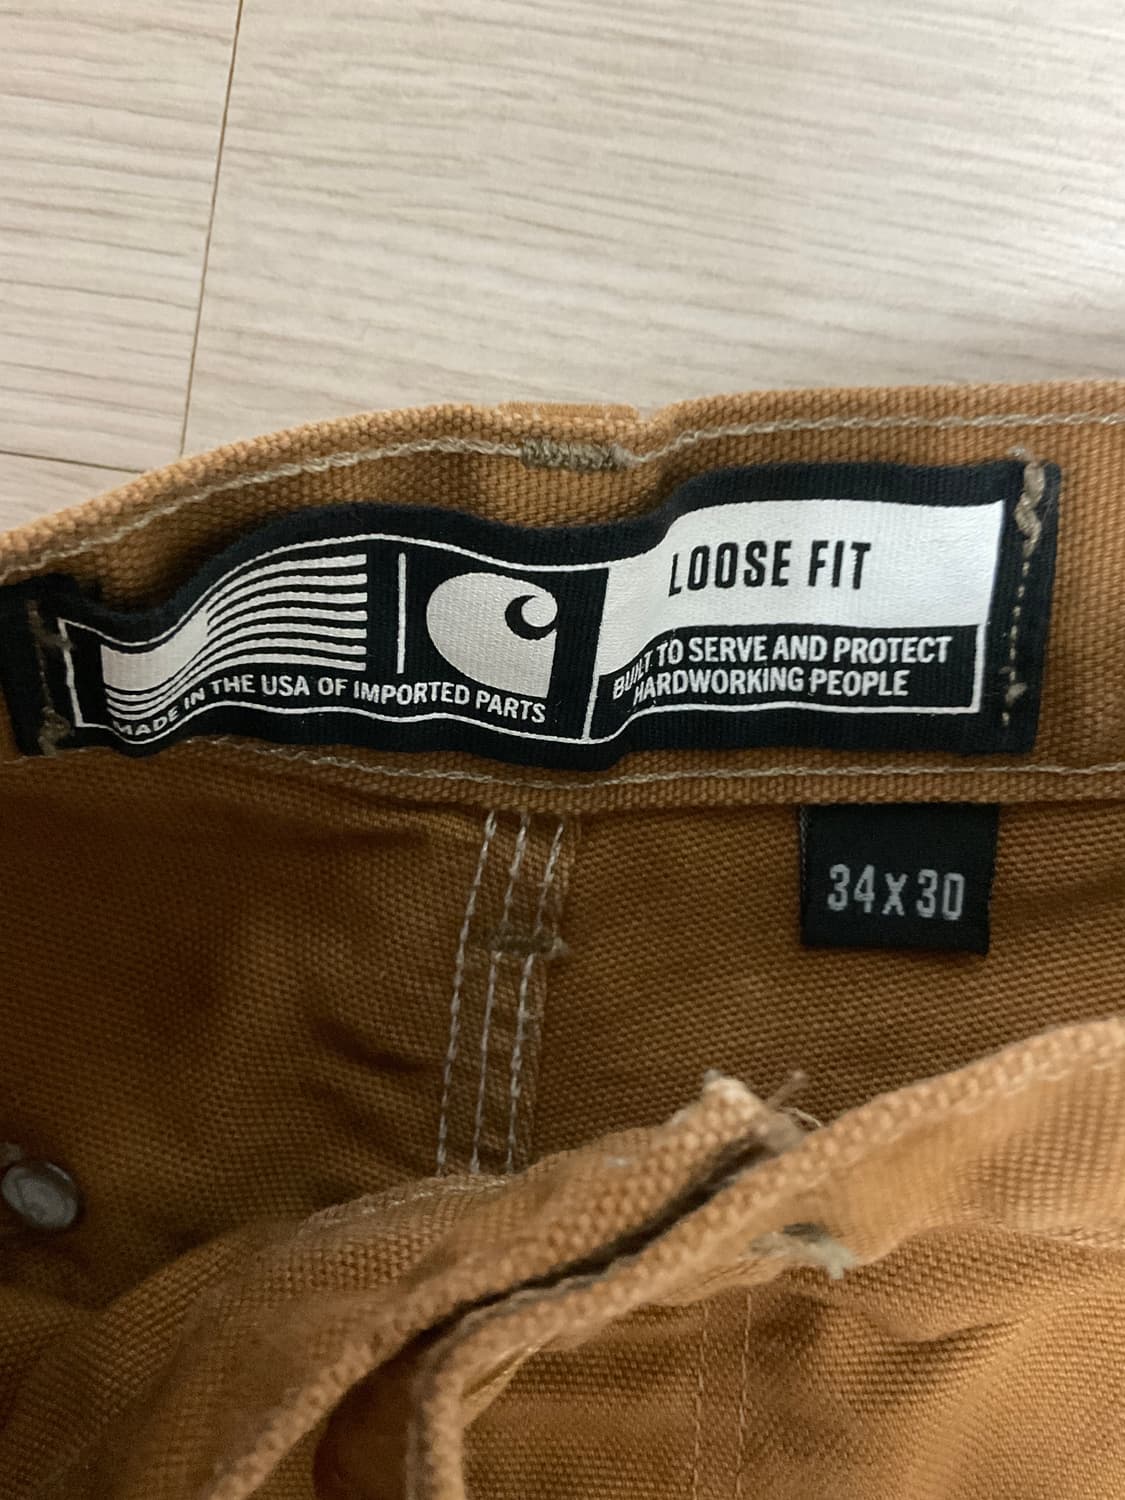 LOOSE FIT
MADE IN THE USA OF IMPORTED PARTS
BUILT TO SERVE AND PROTECT
HARDWORKING PEOPLE
34 X 30